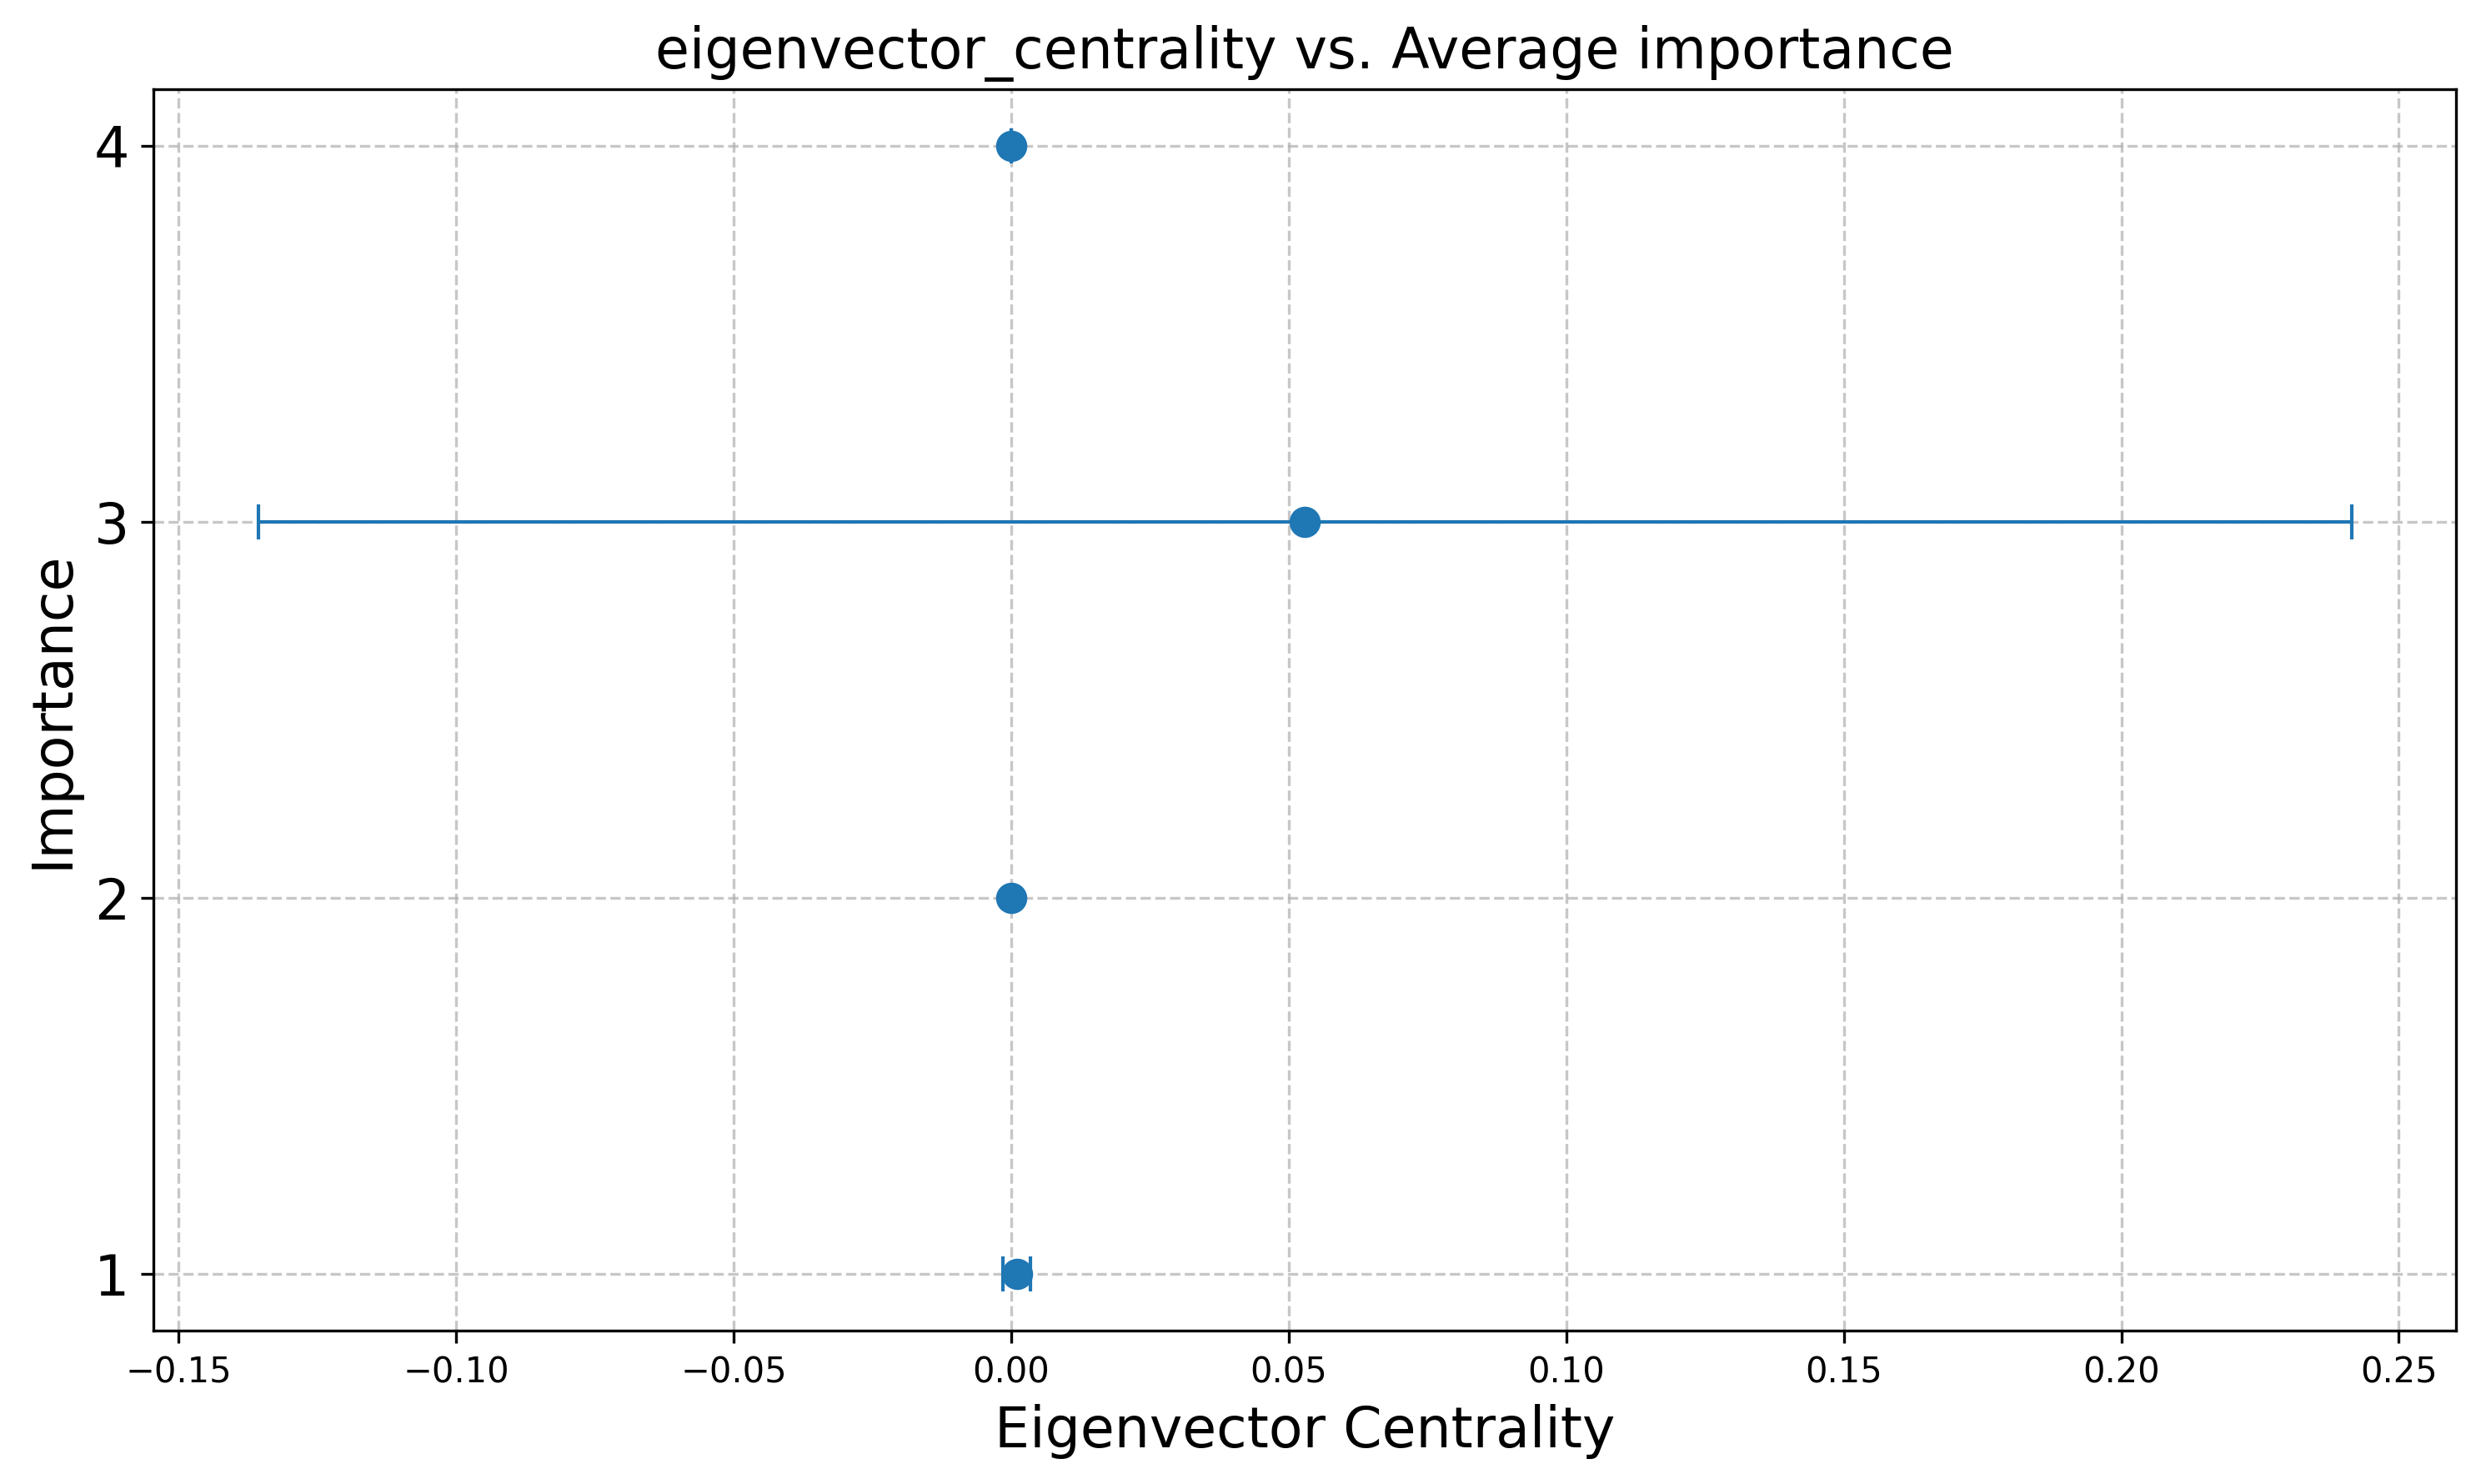 eigenvector_centrality vs. Average importance
4
3
2
1
Importance
−0.15 −0.10 −0.05 0.00 0.05 0.10 0.15 0.20 0.25
Eigenvector Centrality